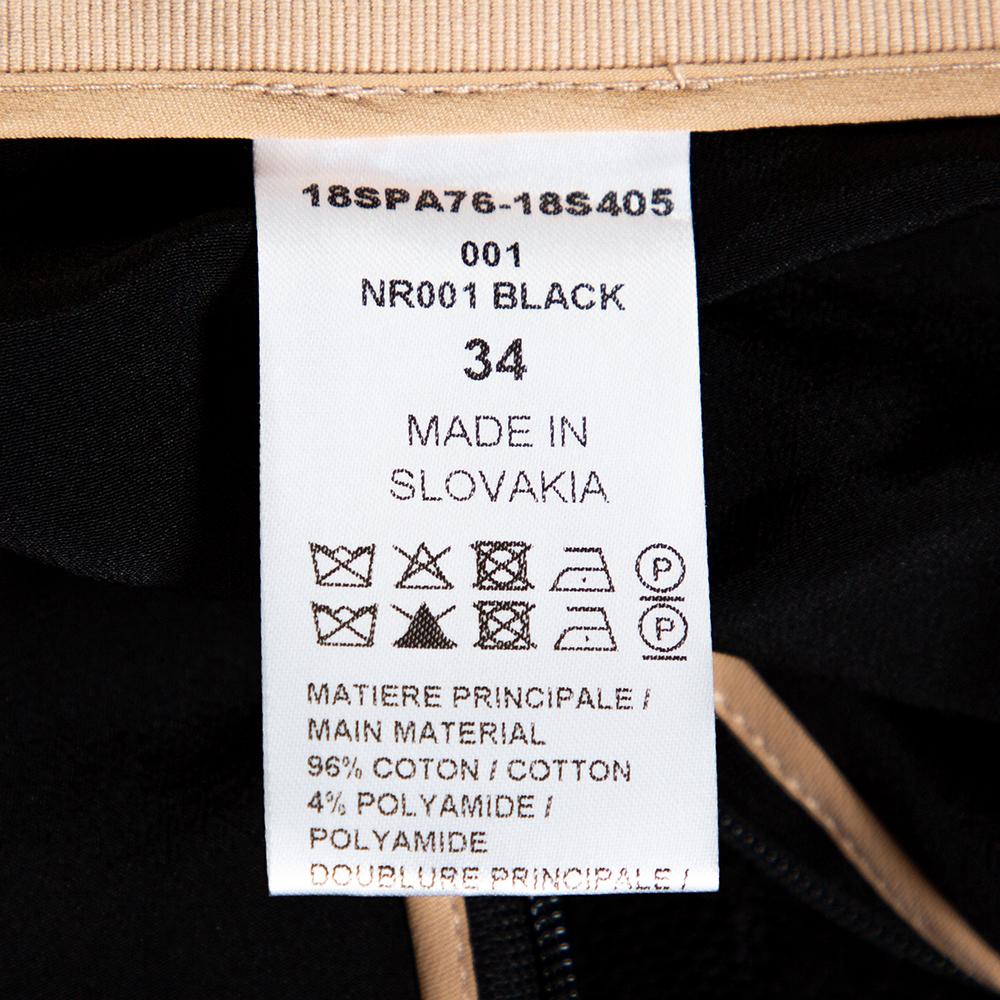 18SPA76-18S405
001
NR001 BLACK
34
MADE IN
SLOVAKIA
P
P
MATIERE PRINCIPALE /
MAIN MATERIAL
96% COTON / COTTON
4% POLYAMIDE /
POLYAMIDE
DOUBLURE PRINCIPALE /